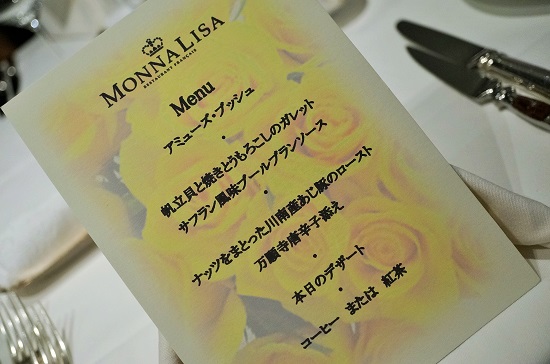 MONNALISA
RESTAURANT FRANÇAIS
Menu
アミューズ・ブッシュ
・
帆立貝と焼きとうもろこしのガレット
サフラン風味ブールブランソース
・
ナッツをまとった川南産あじ豚のロースト
万願寺唐辛子添え
・
本日のデザート
・
コーヒー または 紅茶